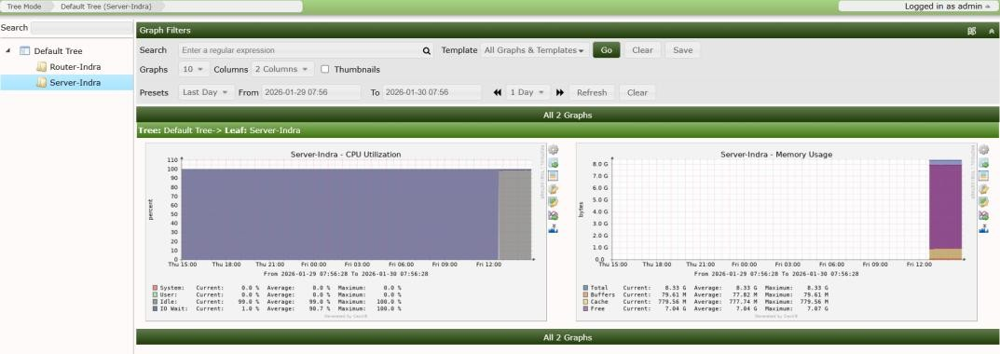 Tree Mode Default Tree (Server-Indra) Logged in as admin
Search
Default Tree
Router-Indra
Server-Indra
Graph Filters
Search Enter a regular expression Template All Graphs & Templates Go Clear Save
Graphs 10 Columns 2 Columns Thumbnails
Presets Last Day From 2026-01-29 07:56 To 2026-01-30 07:56 1 Day Refresh Clear
All 2 Graphs
Tree: Default Tree-> Leaf: Server-Indra
Server-Indra - CPU Utilization
percent
110
100
90
80
70
60
50
40
30
20
10
0
Thu 15:00 Thu 18:00 Thu 21:00 Fri 00:00 Fri 03:00 Fri 06:00 Fri 09:00 Fri 12:00
From 2026-01-29 07:56:28 To 2026-01-30 07:56:28
System: Current: 0.0 % Average: 0.0 % Maximum: 0.0 %
User: Current: 0.0 % Average: 0.0 % Maximum: 0.0 %
Idle: Current: 99.0 % Average: 99.0 % Maximum: 100.0 %
IO Wait: Current: 1.0 % Average: 90.7 % Maximum: 100.0 %
Generated by Cacti®
Server-Indra - Memory Usage
bytes
8.0 G
7.0 G
6.0 G
5.0 G
4.0 G
3.0 G
2.0 G
1.0 G
0.0
Thu 15:00 Thu 18:00 Thu 21:00 Fri 00:00 Fri 03:00 Fri 06:00 Fri 09:00 Fri 12:00
From 2026-01-29 07:56:28 To 2026-01-30 07:56:28
Total Current: 8.33 G Average: 8.33 G Maximum: 8.33 G
Buffers Current: 79.61 M Average: 77.82 M Maximum: 79.61 M
Cache Current: 779.56 M Average: 777.74 M Maximum: 779.56 M
Free Current: 7.04 G Average: 7.04 G Maximum: 7.07 G
Generated by Cacti®
All 2 Graphs